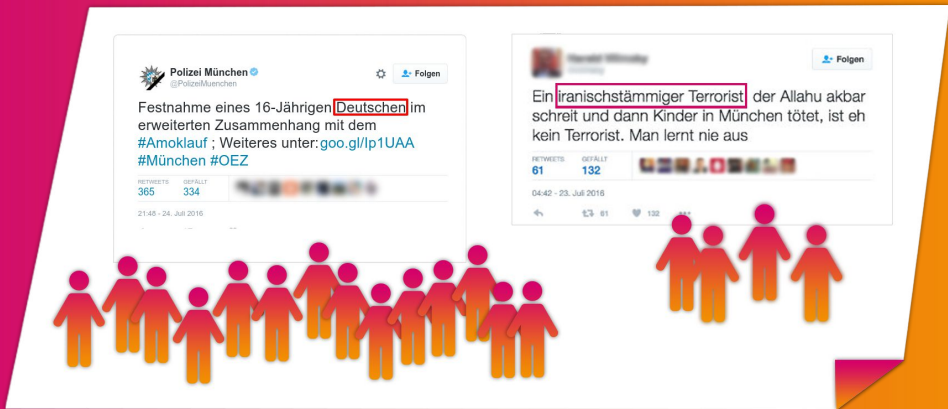 Polizei München
@PolizeiMuenchen
Folgen
Festnahme eines 16-Jährigen Deutschen im
erweiterten Zusammenhang mit dem
#Amoklauf ; Weiteres unter:goo.gl/Ip1UAA
#München #OEZ
RETWEETS GEFÄLLT
365 334
21:48 - 24. Juli 2016
Folgen
Ein iranischstämmiger Terrorist, der Allahu akbar
schreit und dann Kinder in München tötet, ist eh
kein Terrorist. Man lernt nie aus
RETWEETS GEFÄLLT
61 132
04:42 - 23. Juli 2016
61 132